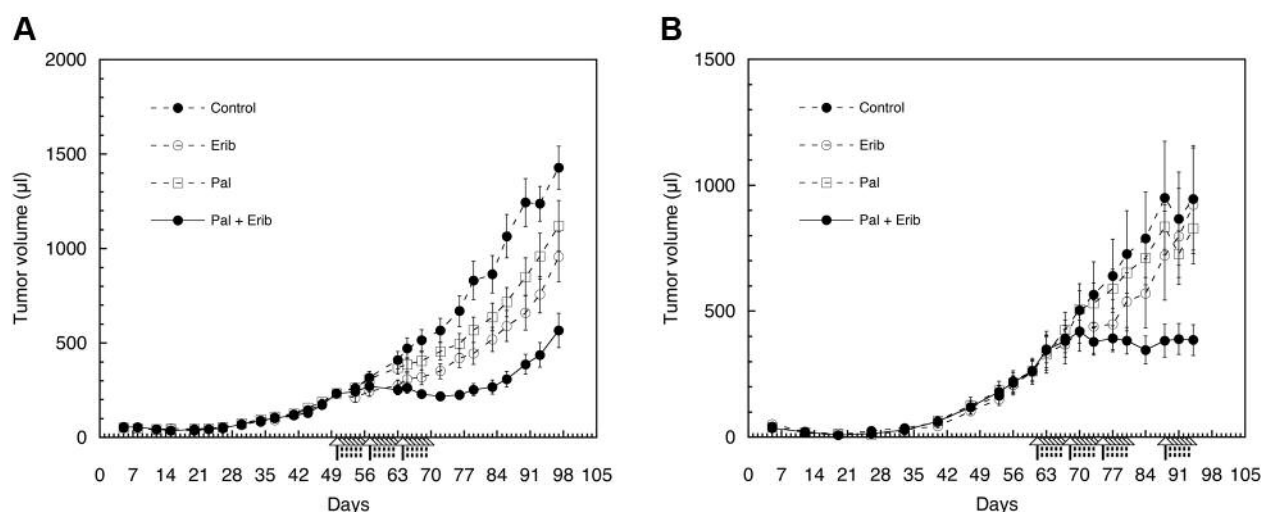 A
2000
1500
1000
500
0
Tumor volume (µl)
Control
Erib
Pal
Pal + Erib
0 7 14 21 28 35 42 49 56 63 70 77 84 91 98 105
Days
B
1500
1000
500
0
Tumor volume (µl)
Control
Erib
Pal
Pal + Erib
0 7 14 21 28 35 42 49 56 63 70 77 84 91 98 105
Days